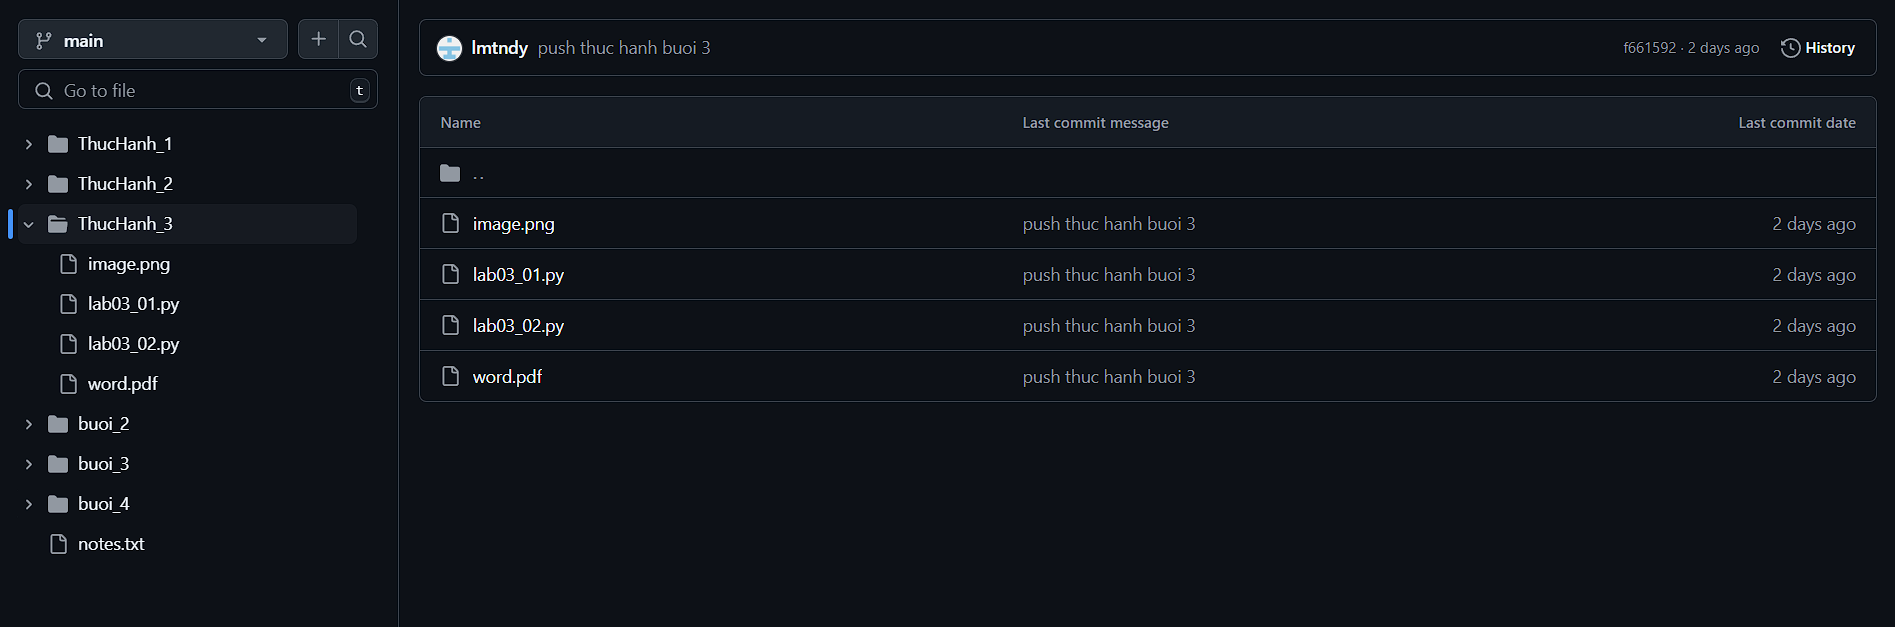 main
Go to file t
ThucHanh_1
ThucHanh_2
ThucHanh_3
image.png
lab03_01.py
lab03_02.py
word.pdf
buoi_2
buoi_3
buoi_4
notes.txt
lmtndy push thuc hanh buoi 3 f661592 · 2 days ago History
Name Last commit message Last commit date
..
image.png push thuc hanh buoi 3 2 days ago
lab03_01.py push thuc hanh buoi 3 2 days ago
lab03_02.py push thuc hanh buoi 3 2 days ago
word.pdf push thuc hanh buoi 3 2 days ago